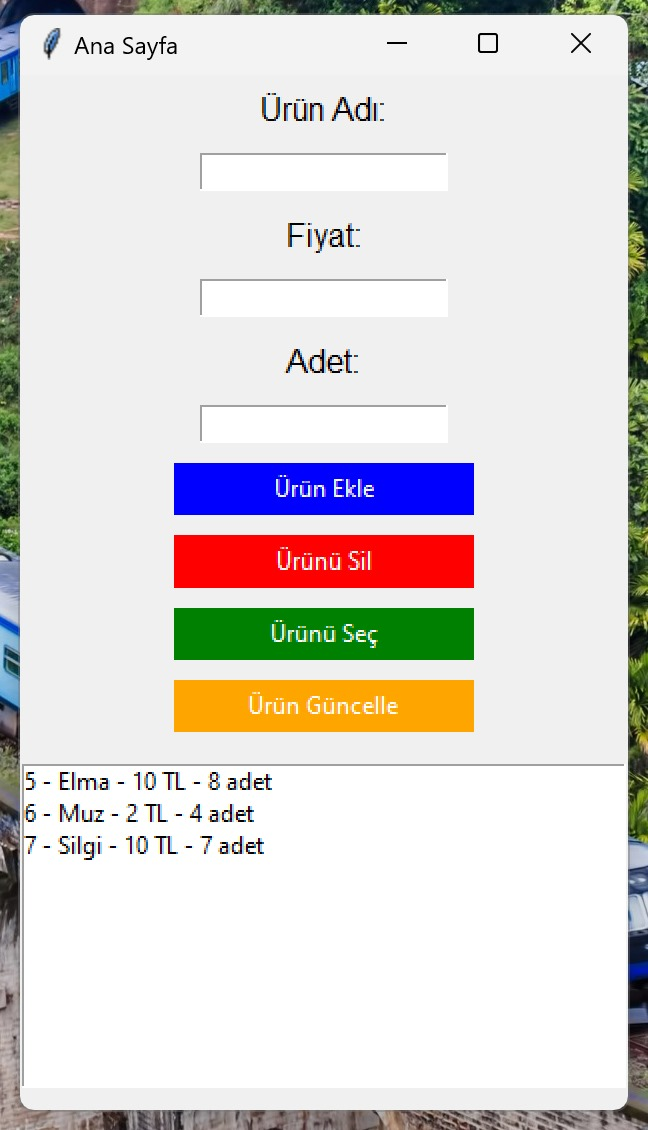 Ana Sayfa
Ürün Adı:
Fiyat:
Adet:
Ürün Ekle
Ürünü Sil
Ürünü Seç
Ürün Güncelle
5 - Elma - 10 TL - 8 adet
6 - Muz - 2 TL - 4 adet
7 - Silgi - 10 TL - 7 adet